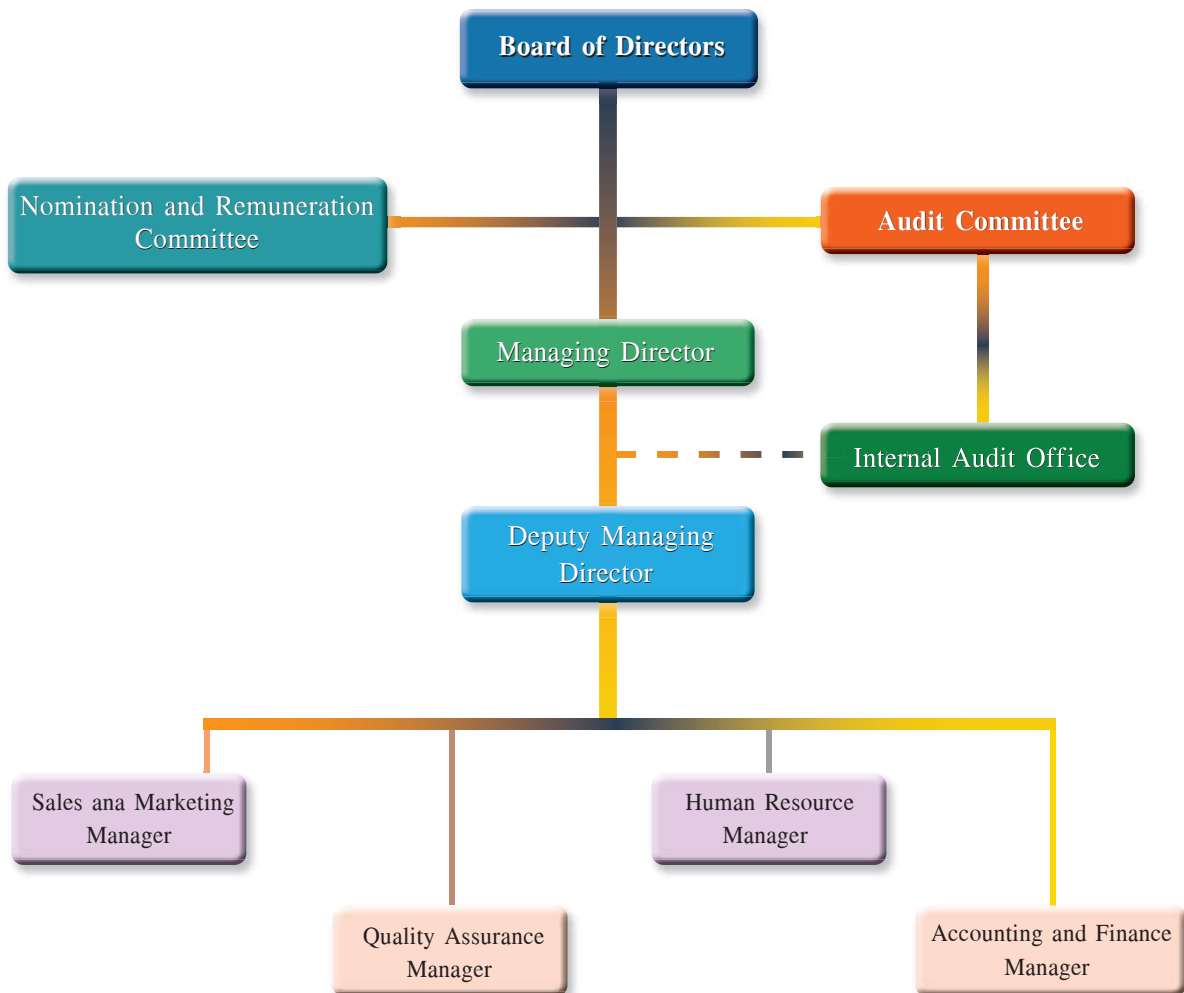 Board of Directors
Nomination and Remuneration
Committee
Audit Committee
Managing Director
Internal Audit Office
Deputy Managing
Director
Sales ana Marketing
Manager
Human Resource
Manager
Quality Assurance
Manager
Accounting and Finance
Manager